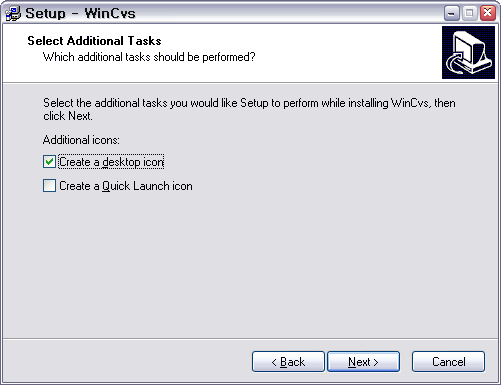 Setup - WinCvs
Select Additional Tasks
Which additional tasks should be performed?
Select the additional tasks you would like Setup to perform while installing WinCvs, then
click Next.
Additional icons:
Create a desktop icon
Create a Quick Launch icon
< Back
Next >
Cancel